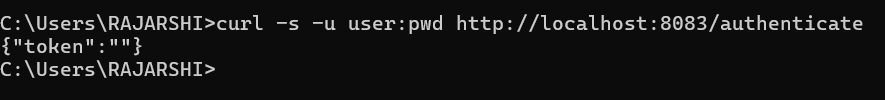 C:\Users\RAJARSHI>curl -s -u user:pwd http://localhost:8083/authenticate
{"token":""}
C:\Users\RAJARSHI>